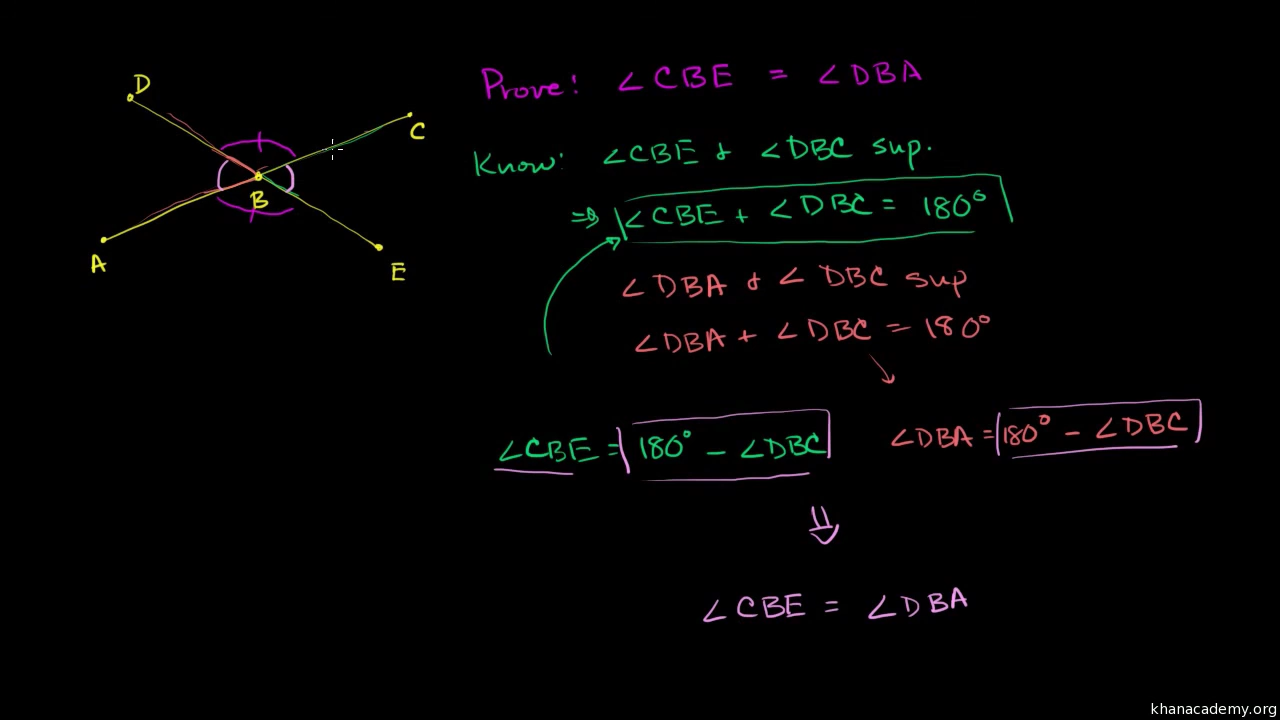 D
C
B
A
E
Prove: ∠CBE = ∠DBA
Know: ∠CBE & ∠DBC sup.
⇒ ∠CBE + ∠DBC = 180°
∠DBA & ∠DBC sup
∠DBA + ∠DBC = 180°
∠CBE = 180° - ∠DBC
∠DBA = 180° - ∠DBC
⇓
∠CBE = ∠DBA
khanacademy.org